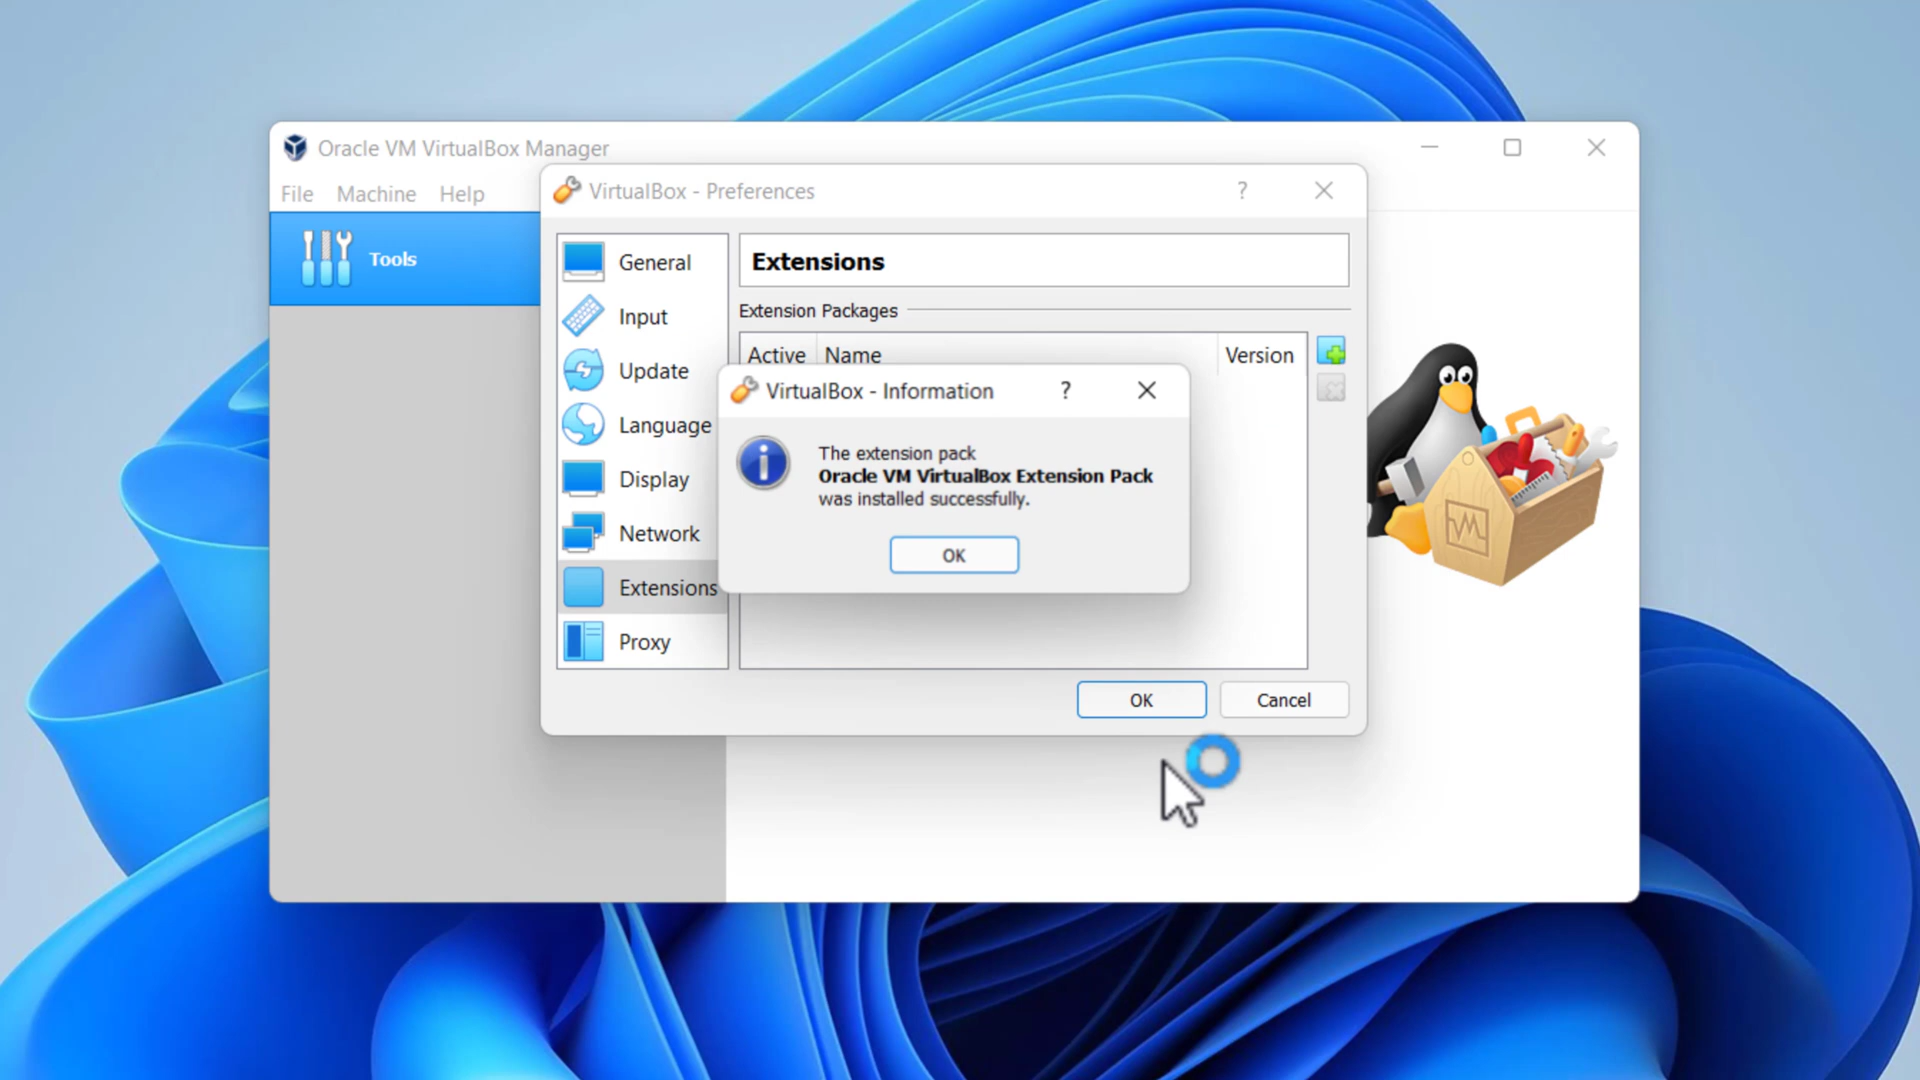 Oracle VM VirtualBox Manager
File Machine Help
Tools
VirtualBox - Preferences
?
General
Input
Update
Language
Display
Network
Extensions
Proxy
Extensions
Extension Packages
Active Name Version
VirtualBox - Information
?
The extension pack
Oracle VM VirtualBox Extension Pack
was installed successfully.
OK
OK Cancel